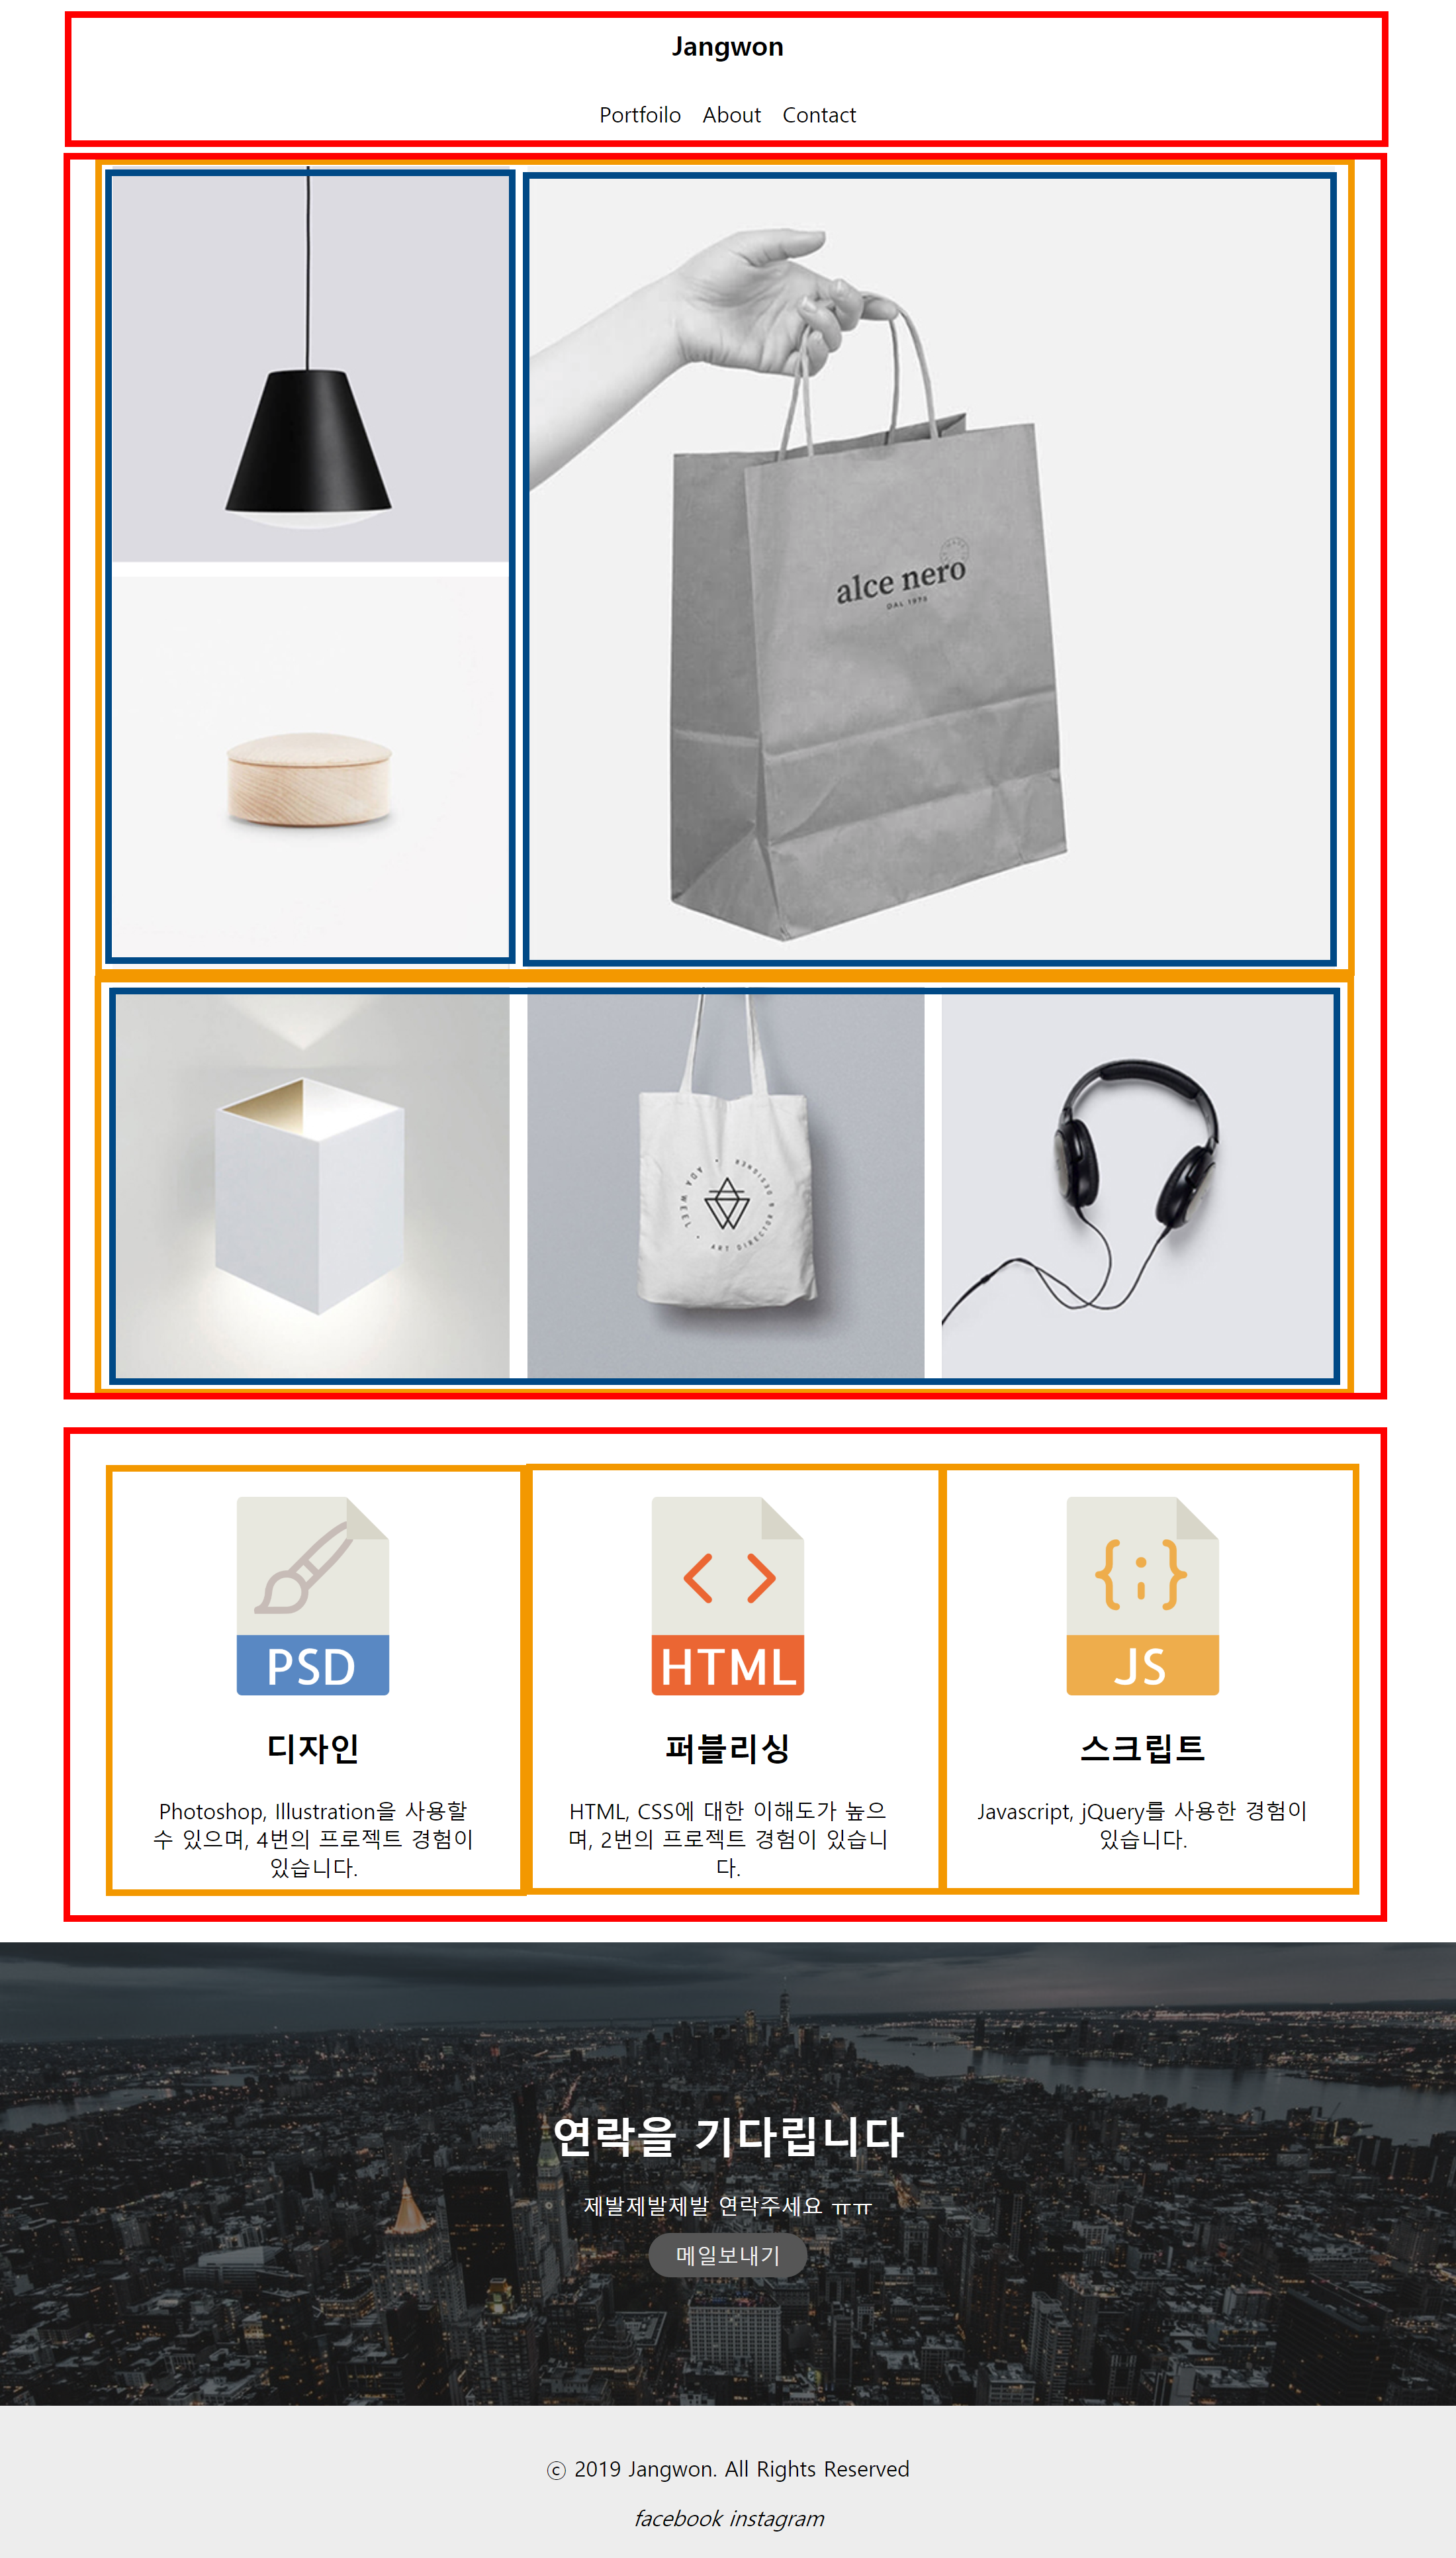 Jangwon
Portfoilo About Contact
alce nero
DAL 1978
ADA WEEL • ART DIRECTOR & DESIGNER •
PSD
HTML
{;}
JS
디자인
퍼블리싱
스크립트
Photoshop, Illustration을 사용할
수 있으며, 4번의 프로젝트 경험이
있습니다.
HTML, CSS에 대한 이해도가 높으
며, 2번의 프로젝트 경험이 있습니
다.
Javascript, jQuery를 사용한 경험이
있습니다.
연락을 기다립니다
제발제발제발 연락주세요 ㅠㅠ
메일보내기
ⓒ 2019 Jangwon. All Rights Reserved
facebook instagram